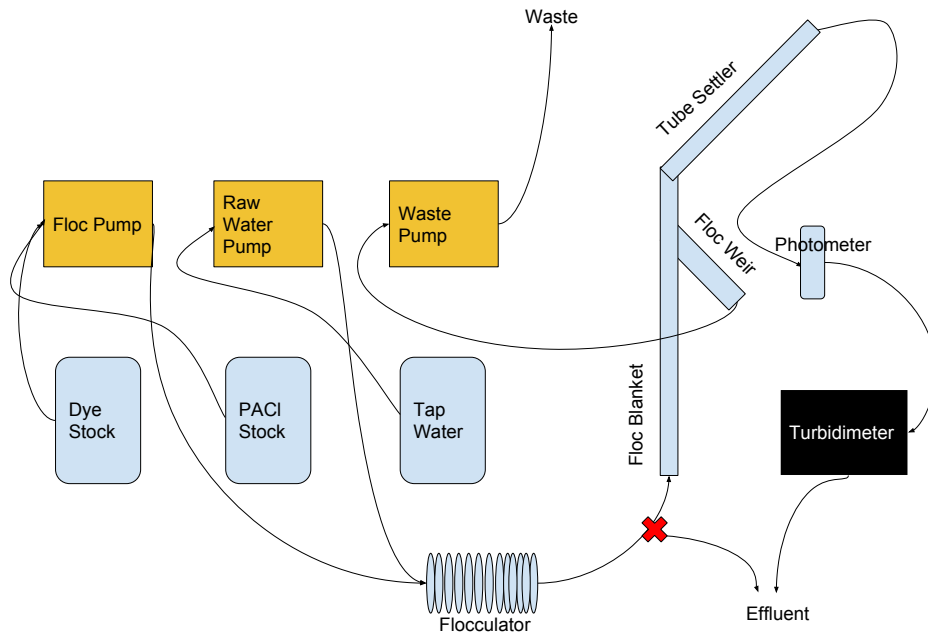 Waste
Tube Settler
Floc Pump
Raw
Water
Pump
Waste
Pump
Floc Weir
Photometer
Dye
Stock
PACl
Stock
Tap
Water
Floc Blanket
Turbidimeter
Flocculator
Effluent